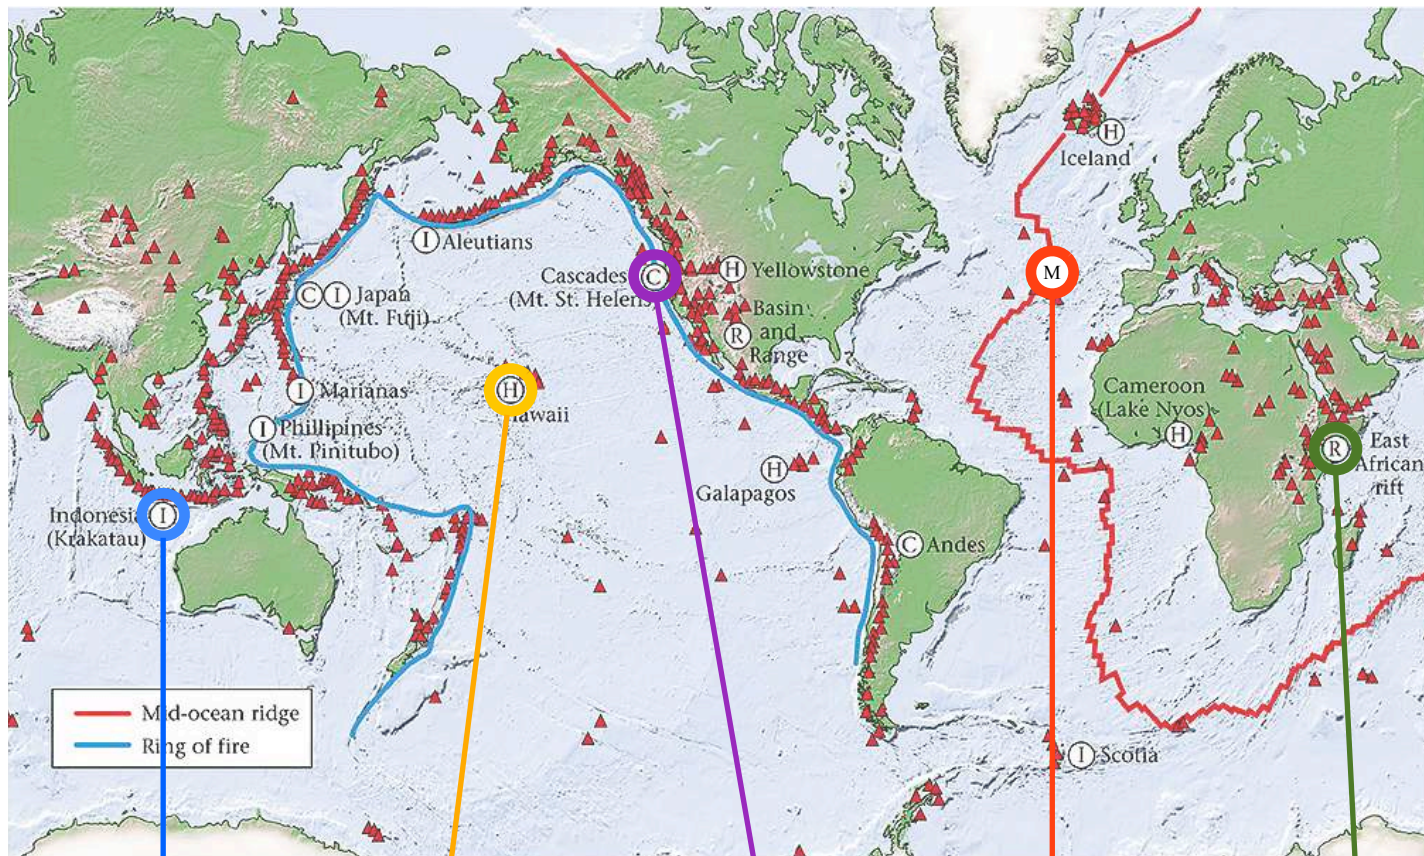 H
Iceland
I Aleutians
M
Cascades C
(Mt. St. Helens
H Yellowstone
C I Japan
(Mt. Fuji)
Basin
R and
Range
I Marianas
H
awaii
Cameroon
(Lake Nyos)
H
I Phillipines
(Mt. Pinitubo)
R East
African
rift
H
Galapagos
Indonesia I
(Krakatau)
C Andes
Mid-ocean ridge
Ring of fire
I Scotia